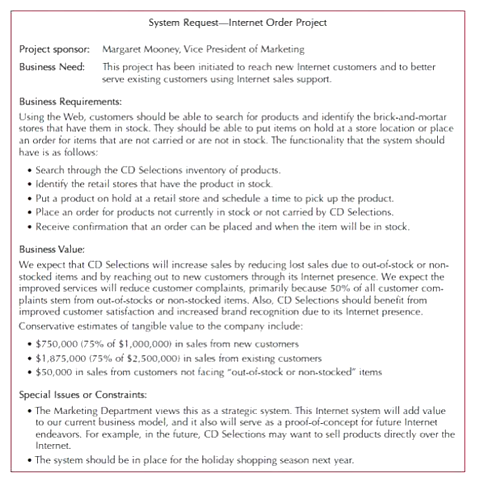 System Request—Internet Order Project
Project sponsor: Margaret Mooney, Vice President of Marketing
Business Need: This project has been initiated to reach new Internet customers and to better
serve existing customers using Internet sales support.
Business Requirements:
Using the Web, customers should be able to search for products and identify the brick-and-mortar
stores that have them in stock. They should be able to put items on hold at a store location or place
an order for items that are not carried or are not in stock. The functionality that the system should
have is as follows:
• Search through the CD Selections inventory of products.
• Identify the retail stores that have the product in stock.
• Put a product on hold at a retail store and schedule a time to pick up the product.
• Place an order for products not currently in stock or not carried by CD Selections.
• Receive confirmation that an order can be placed and when the item will be in stock.
Business Value:
We expect that CD Selections will increase sales by reducing lost sales due to out-of-stock or non-
stocked items and by reaching out to new customers through its Internet presence. We expect the
improved services will reduce customer complaints, primarily because 50% of all customer com-
plaints stem from out-of-stocks or non-stocked items. Also, CD Selections should benefit from
improved customer satisfaction and increased brand recognition due to its Internet presence.
Conservative estimates of tangible value to the company include:
• $750,000 (75% of $1,000,000) in sales from new customers
• $1,875,000 (75% of $2,500,000) in sales from existing customers
• $50,000 in sales from customers not facing “out-of-stock or non-stocked” items
Special Issues or Constraints:
• The Marketing Department views this as a strategic system. This Internet system will add value
to our current business model, and it also will serve as a proof-of-concept for future Internet
endeavors. For example, in the future, CD Selections may want to sell products directly over the
Internet.
• The system should be in place for the holiday shopping season next year.